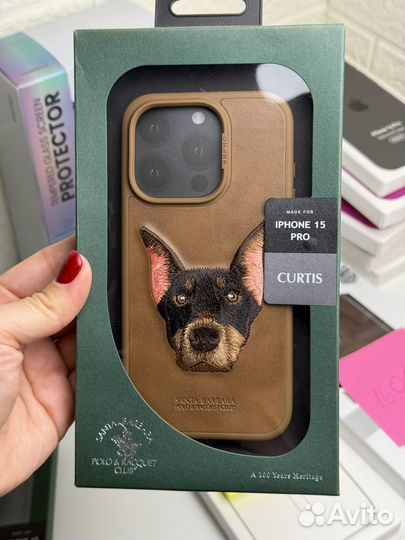 TEMPERED GLASS SCREEN
PROTECTOR
MADE FOR
IPHONE 15
PRO
CURTIS
SANTA BARBARA
POLO & RACQUET CLUB
SANTA BARBARA
POLO & RACQUET
CLUB
A 100 Years Heritage
Avito